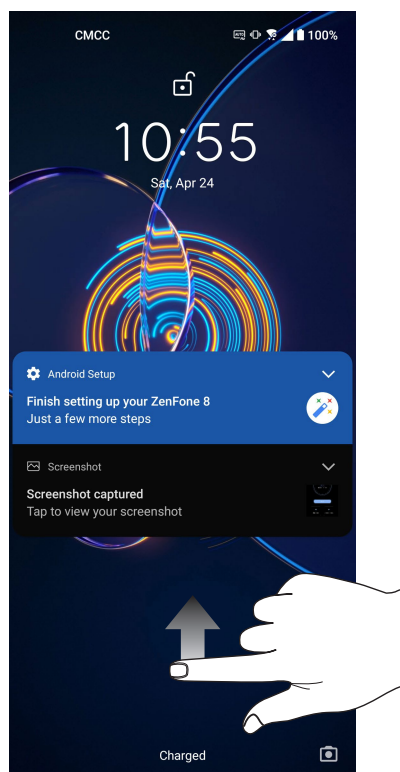 CMCC
100%
10:55
Sat, Apr 24
Android Setup
Finish setting up your ZenFone 8
Just a few more steps
Screenshot
Screenshot captured
Tap to view your screenshot
Charged